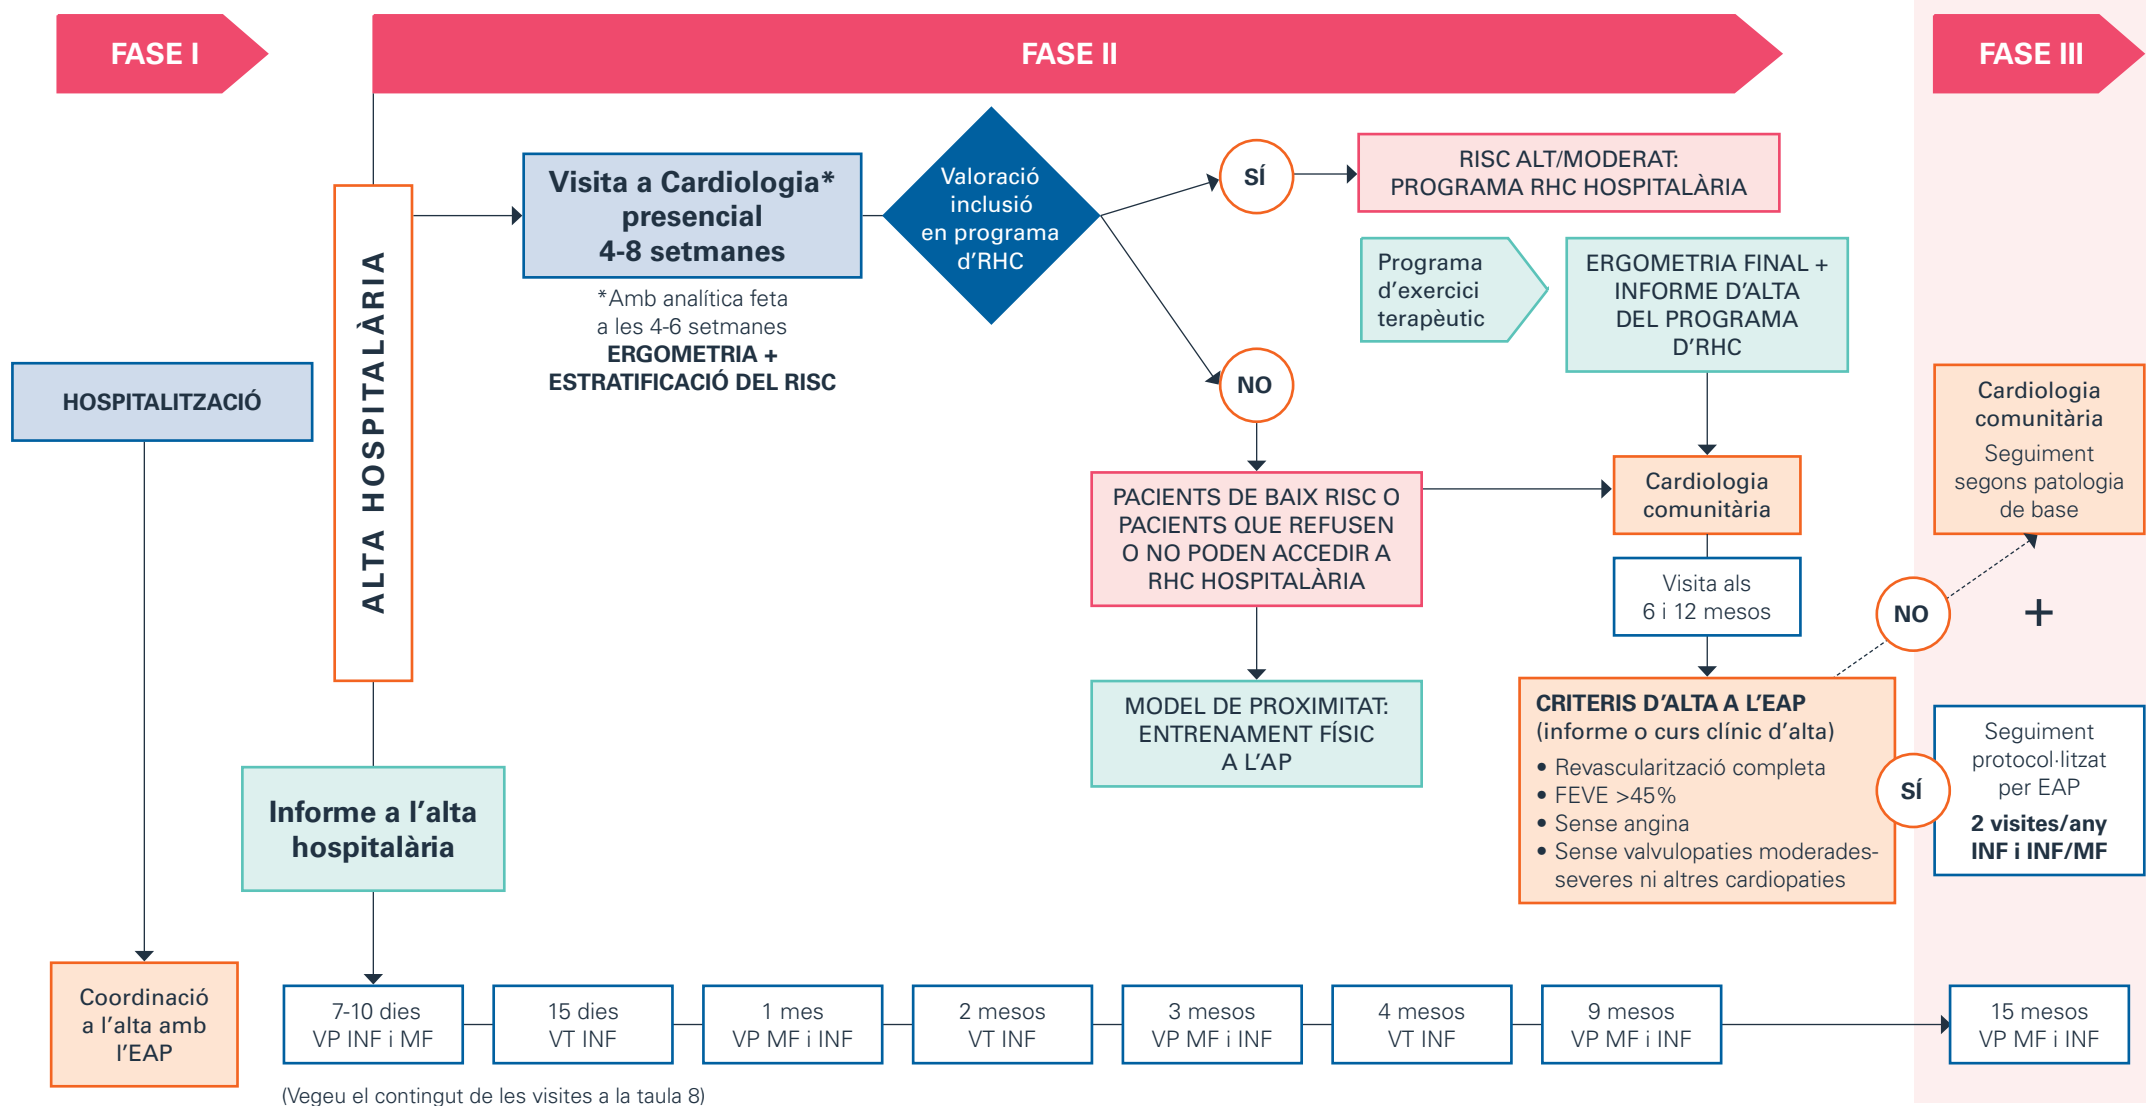 FASE I
FASE II
FASE III
HOSPITALITZACIÓ
Coordinació
a l'alta amb
l'EAP
ALTA HOSPITALÀRIA
Visita a Cardiologia*
presencial
4-8 setmanes
*Amb analítica feta
a les 4-6 setmanes
ERGOMETRIA +
ESTRATIFICACIÓ DEL RISC
Valoració
inclusió
en programa
d'RHC
SÍ
RISC ALT/MODERAT:
PROGRAMA RHC HOSPITALÀRIA
Programa
d'exercici
terapèutic
ERGOMETRIA FINAL +
INFORME D'ALTA
DEL PROGRAMA
D'RHC
NO
PACIENTS DE BAIX RISC O
PACIENTS QUE REFUSEN
O NO PODEN ACCEDIR A
RHC HOSPITALÀRIA
MODEL DE PROXIMITAT:
ENTRENAMENT FÍSIC
A L'AP
Cardiologia
comunitària
Visita als
6 i 12 mesos
CRITERIS D'ALTA A L'EAP
(informe o curs clínic d'alta)
• Revascularització completa
• FEVE >45%
• Sense angina
• Sense valvulopaties moderades-
severes ni altres cardiopaties
NO
Cardiologia
comunitària
Seguiment
segons patologia
de base
+
SÍ
Seguiment
protocol·litzat
per EAP
2 visites/any
INF i INF/MF
Informe a l'alta
hospitalària
7-10 dies
VP INF i MF
15 dies
VT INF
1 mes
VP MF i INF
2 mesos
VT INF
3 mesos
VP MF i INF
4 mesos
VT INF
9 mesos
VP MF i INF
15 mesos
VP MF i INF
(Vegeu el contingut de les visites a la taula 8)